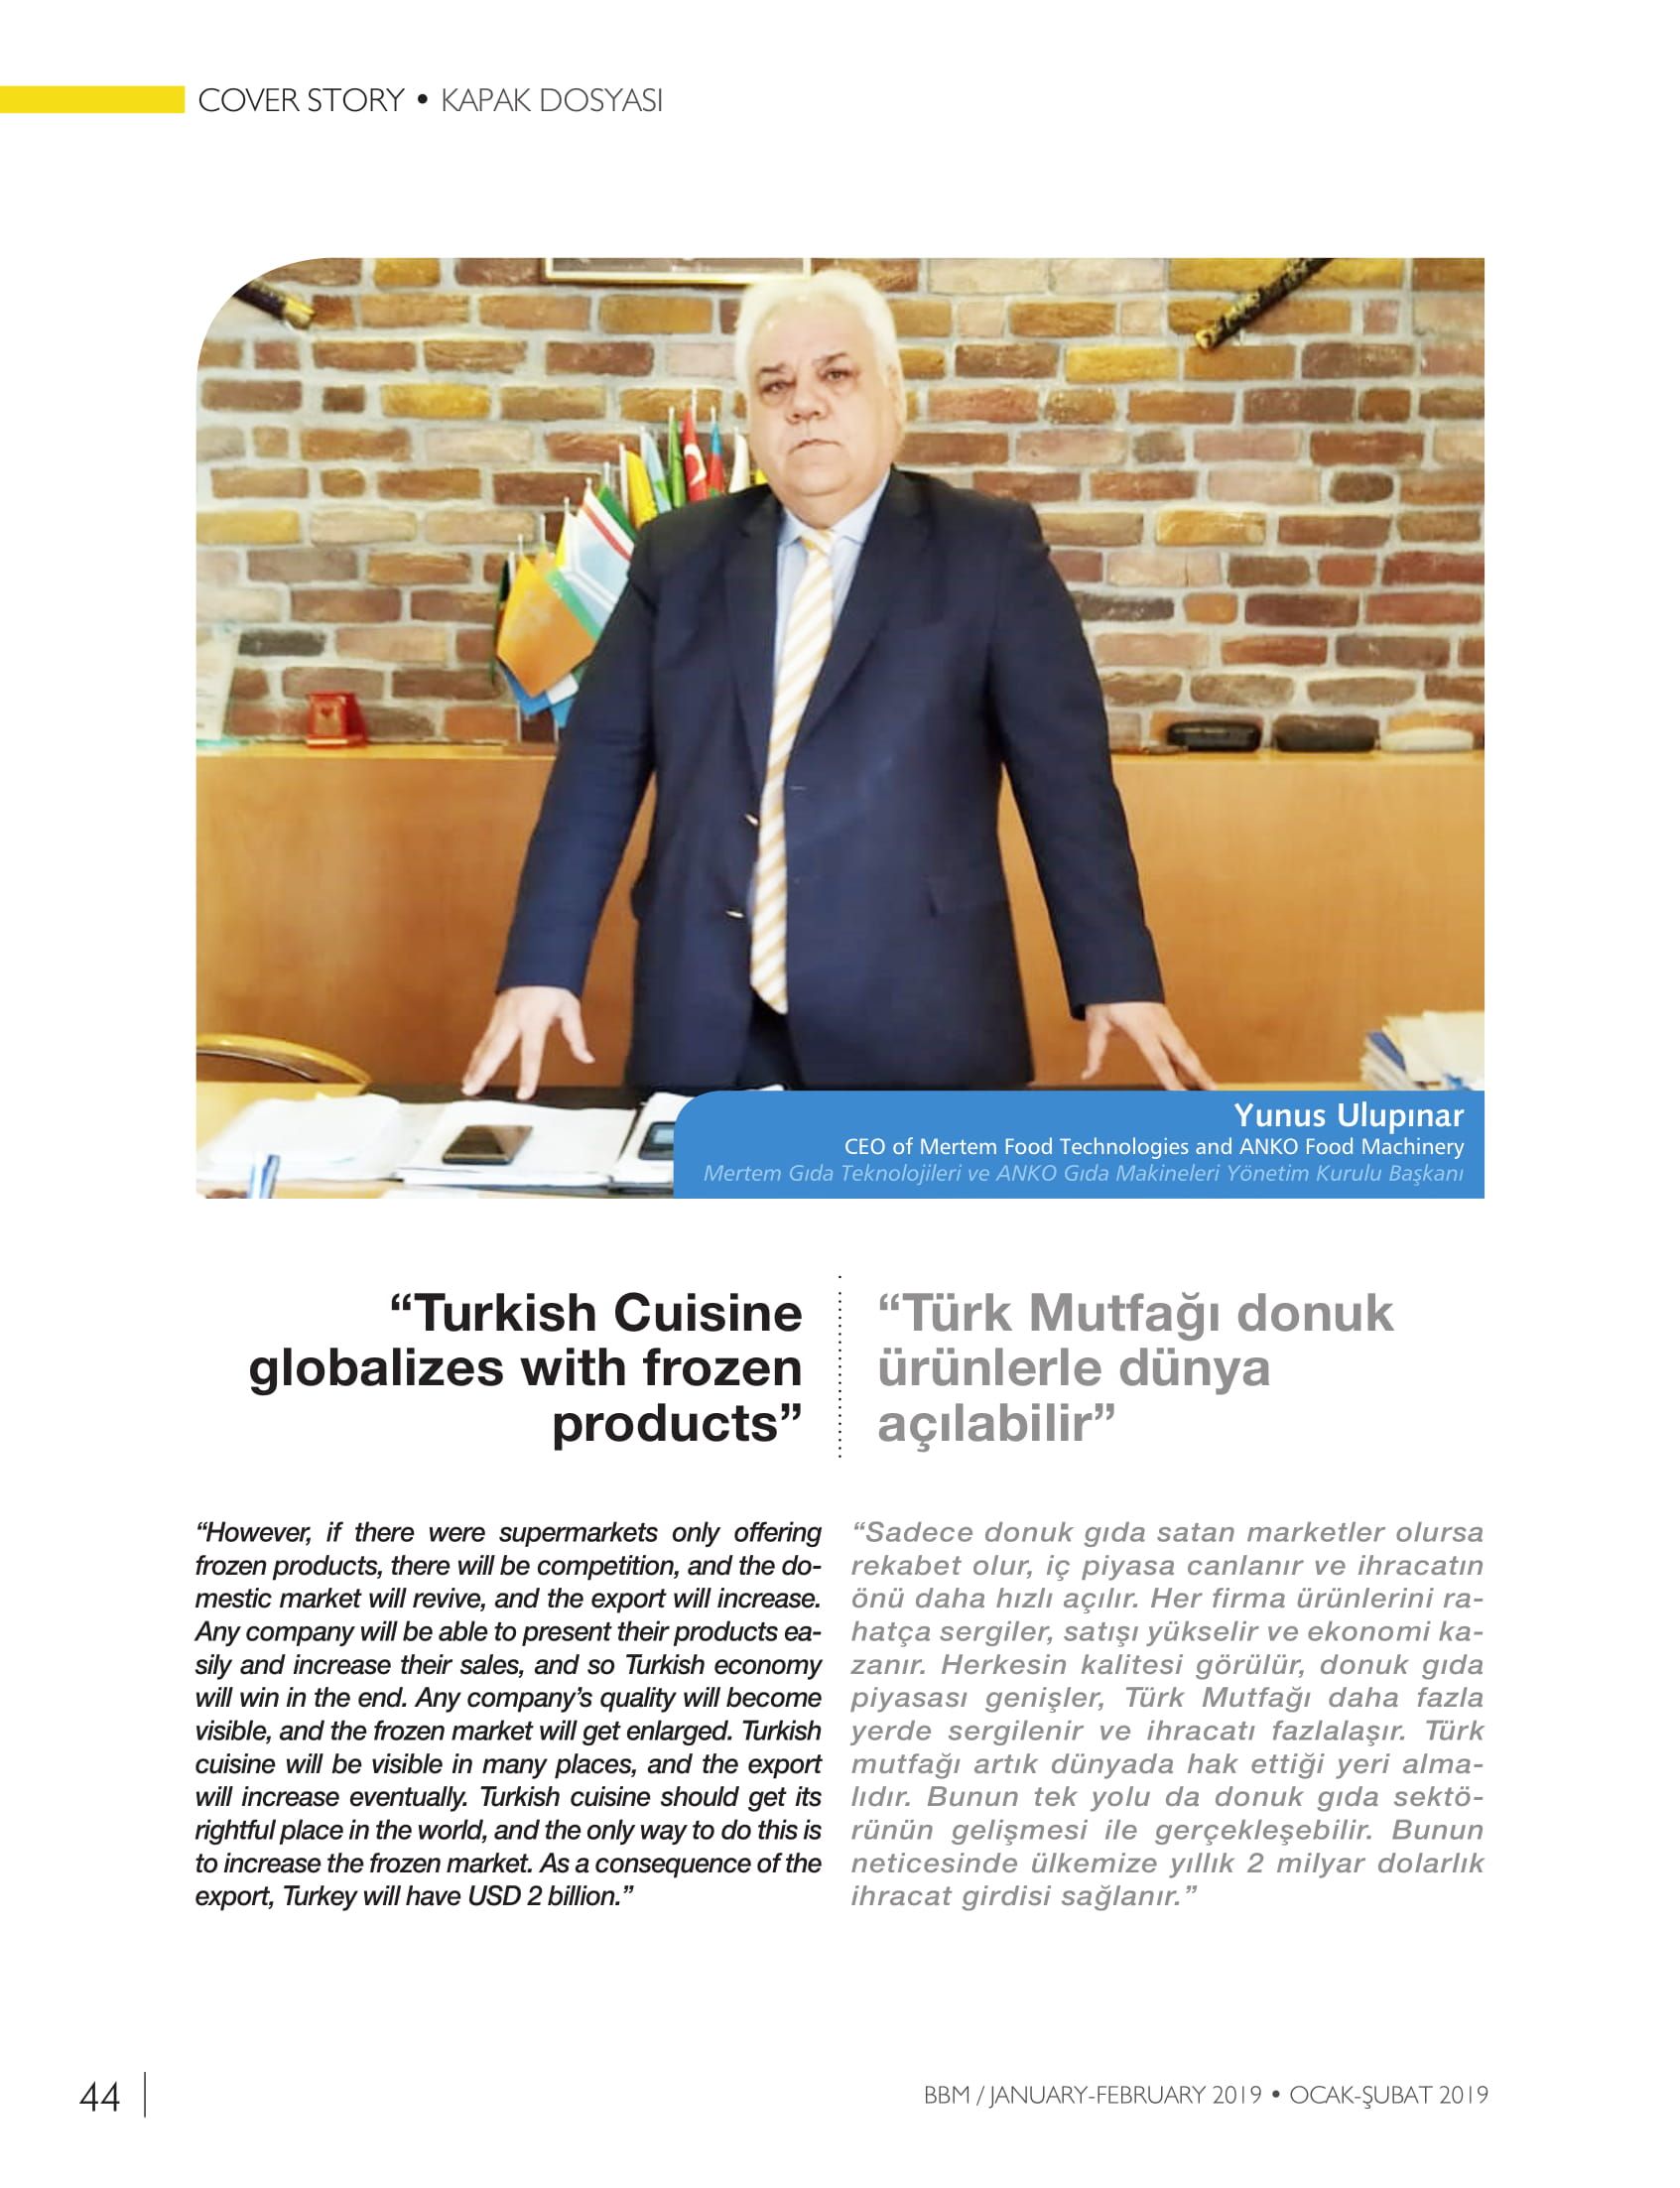 COVER STORY • KAPAK DOSYASI
Yunus Ulupınar
CEO of Mertem Food Technologies and ANKO Food Machinery
Mertem Gıda Teknolojileri ve ANKO Gıda Makineleri Yönetim Kurulu Başkanı
“Turkish Cuisine
globalizes with frozen
products”
“Türk Mutfağı donuk
ürünlerle dünya
açılabilir”
“However, if there were supermarkets only offering
frozen products, there will be competition, and the do-
mestic market will revive, and the export will increase.
Any company will be able to present their products ea-
sily and increase their sales, and so Turkish economy
will win in the end. Any company’s quality will become
visible, and the frozen market will get enlarged. Turkish
cuisine will be visible in many places, and the export
will increase eventually. Turkish cuisine should get its
rightful place in the world, and the only way to do this is
to increase the frozen market. As a consequence of the
export, Turkey will have USD 2 billion.”
“Sadece donuk gıda satan marketler olursa
rekabet olur, iç piyasa canlanır ve ihracatın
önü daha hızlı açılır. Her firma ürünlerini ra-
hatça sergiler, satışı yükselir ve ekonomi ka-
zanır. Herkesin kalitesi görülür, donuk gıda
piyasası genişler, Türk Mutfağı daha fazla
yerde sergilenir ve ihracatı fazlalaşır. Türk
mutfağı artık dünyada hak ettiği yeri alma-
lıdır. Bunun tek yolu da donuk gıda sektö-
rünün gelişmesi ile gerçekleşebilir. Bunun
neticesinde ülkemize yıllık 2 milyar dolarlık
ihracat girdisi sağlanır.”
44
BBM / JANUARY-FEBRUARY 2019 • OCAK-ŞUBAT 2019